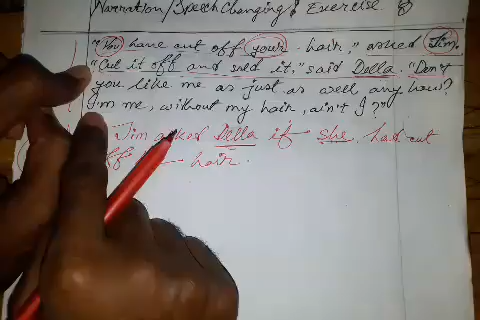 Narration/Speech Changing Exercise 8
"You have cut off your hair," asked Jim.
"Cut it off and sold it," said Della. "Don't
you like me as just as well any how?
I'm me, without my hair, ain't I?"
Jim asked Della if she had cut
hair.